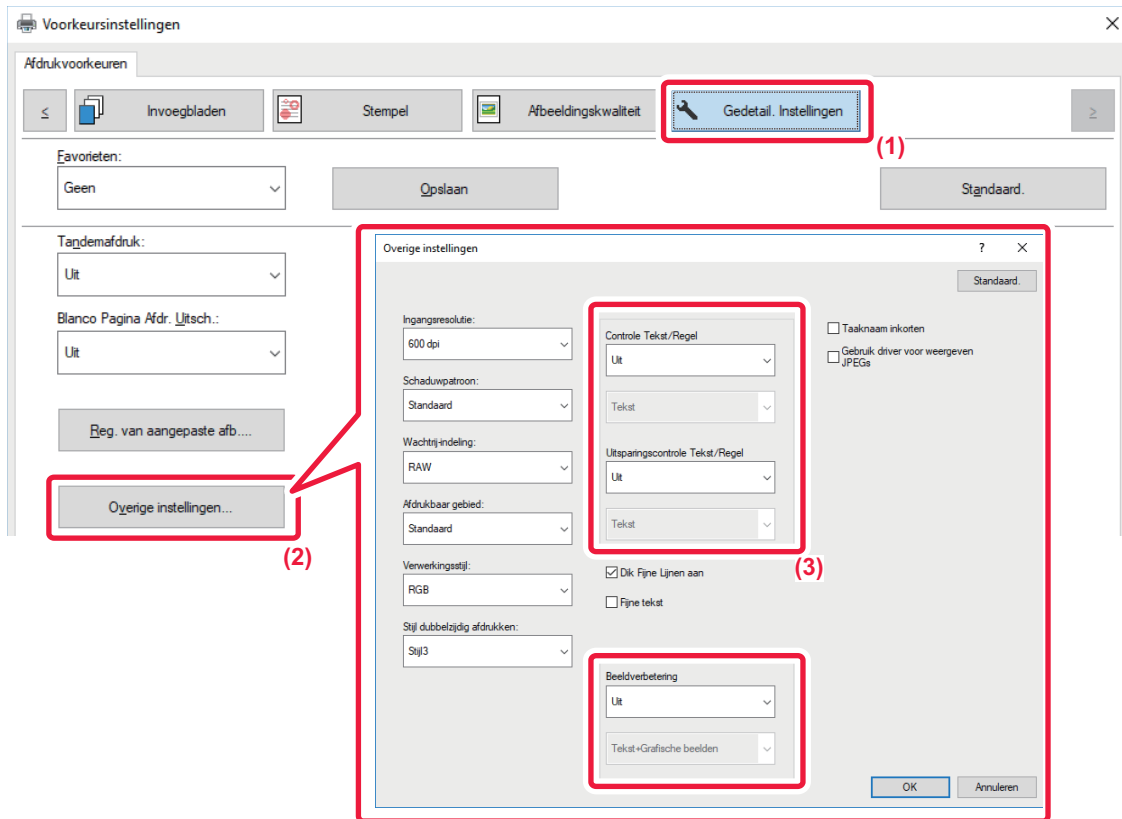 Voorkeursinstellingen
Afdrukvoorkeuren
<
Invoegbladen
Stempel
Afbeeldingskwaliteit
Gedetail. Instellingen
>
(1)
Favorieten:
Geen
Opslaan
Standaard.
Tandemafdruk:
Uit
Blanco Pagina Afdr. Uitsch.:
Uit
Reg. van aangepaste afb....
Overige instellingen...
(2)
Overige instellingen
?
Standaard.
Ingangsresolutie:
600 dpi
Schaduwpatroon:
Standaard
Wachtrij-indeling:
RAW
Afdrukbaar gebied:
Standaard
Verwerkingsstijl:
RGB
Stijl dubbelzijdig afdrukken:
Stijl3
Controle Tekst/Regel
Uit
Tekst
Uitsparingscontrole Tekst/Regel
Uit
Tekst
(3)
Dik Fijne Lijnen aan
Fijne tekst
Beeldverbetering
Uit
Tekst+Grafische beelden
Taaknaam inkorten
Gebruik driver voor weergeven
JPEGs
OK
Annuleren